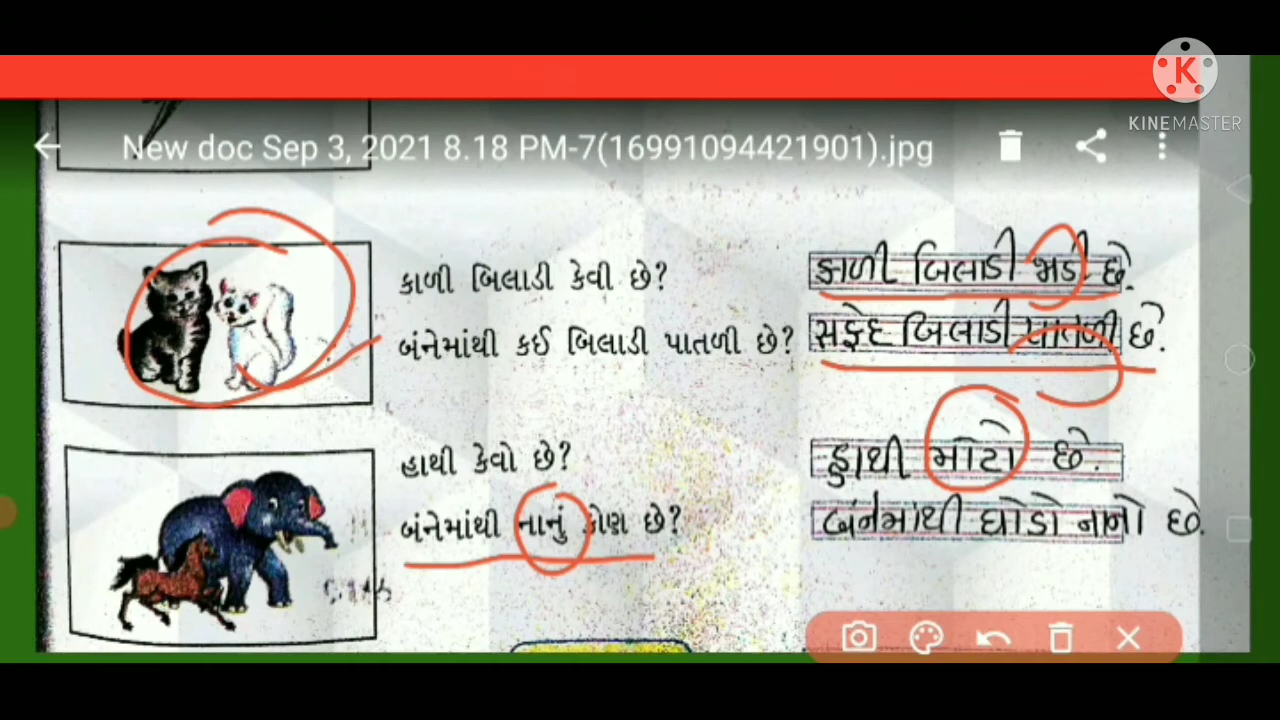 KINEMASTER
New doc Sep 3, 2021 8.18 PM-7(16991094421901).jpg
કાળી બિલાડી કેવી છે?
કાળી બિલાડી જાડી છે.
બંનેમાંથી કઈ બિલાડી પાતળી છે?
સફેદ બિલાડી પાતળી છે.
હાથી કેવો છે?
હાથી મોટો છે.
બંનેમાંથી નાનું કોણ છે?
બંનેમાંથી ઘોડો નાનો છે.